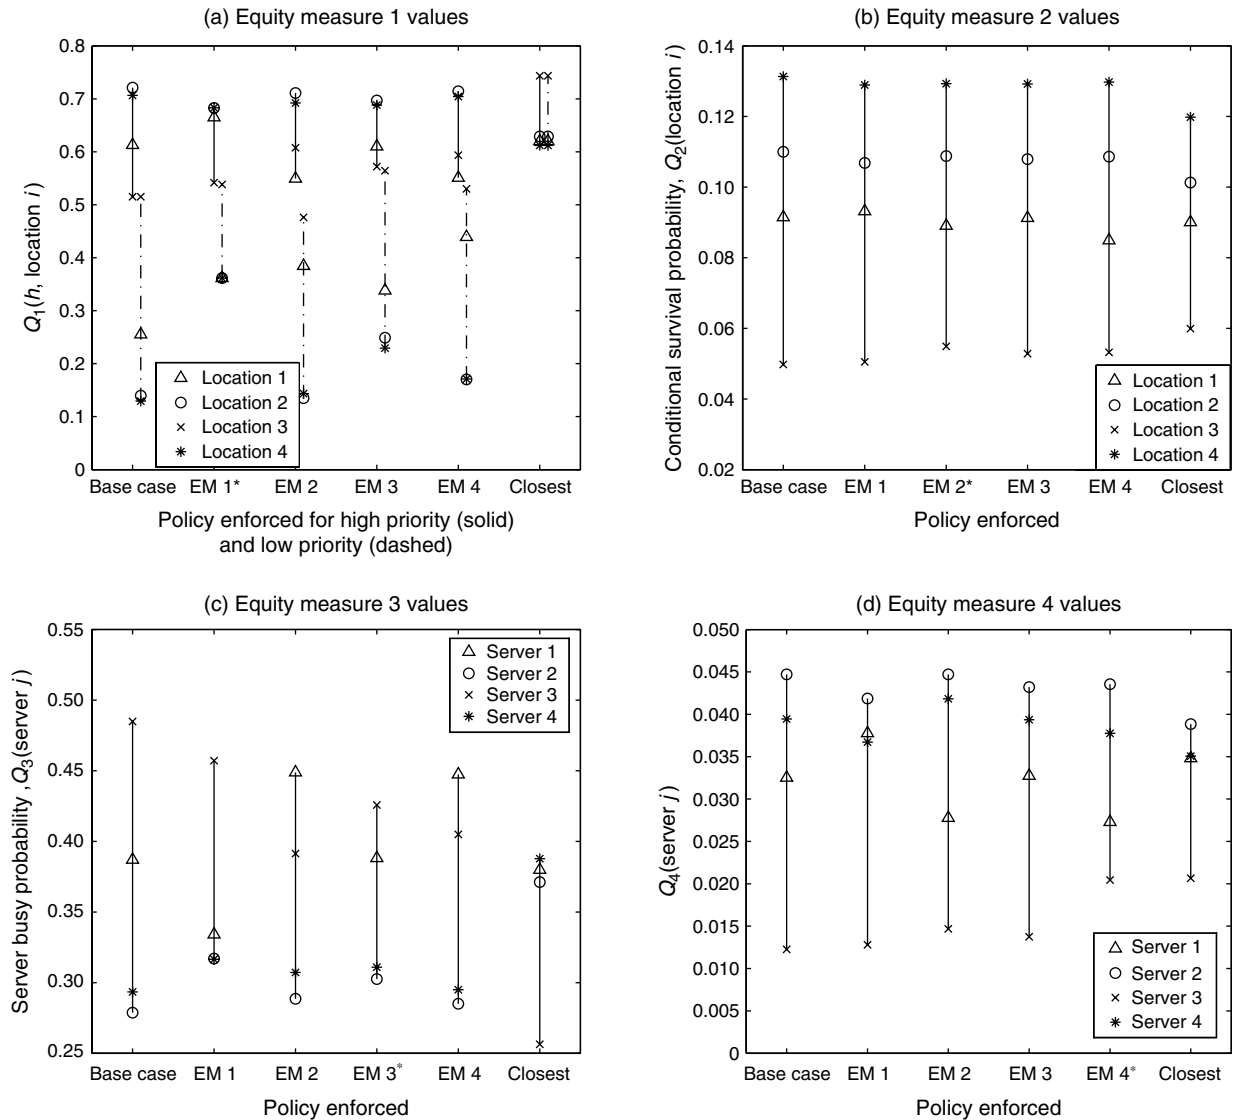 (a) Equity measure 1 values
0.8
0.7
0.6
0.5
0.4
0.3
0.2
0.1
0
Q1(h, location i)
Location 1
Location 2
Location 3
Location 4
Base case EM 1* EM 2 EM 3 EM 4 Closest
Policy enforced for high priority (solid)
and low priority (dashed)
(b) Equity measure 2 values
0.14
0.12
0.10
0.08
0.06
0.04
0.02
Conditional survival probability, Q2(location i)
Location 1
Location 2
Location 3
Location 4
Base case EM 1 EM 2* EM 3 EM 4 Closest
Policy enforced
(c) Equity measure 3 values
0.55
0.50
0.45
0.40
0.35
0.30
0.25
Server busy probability ,Q3(server j)
Server 1
Server 2
Server 3
Server 4
Base case EM 1 EM 2 EM 3* EM 4 Closest
Policy enforced
(d) Equity measure 4 values
0.050
0.045
0.040
0.035
0.030
0.025
0.020
0.015
0.010
0.005
0
Q4(server j)
Server 1
Server 2
Server 3
Server 4
Base case EM 1 EM 2 EM 3 EM 4* Closest
Policy enforced